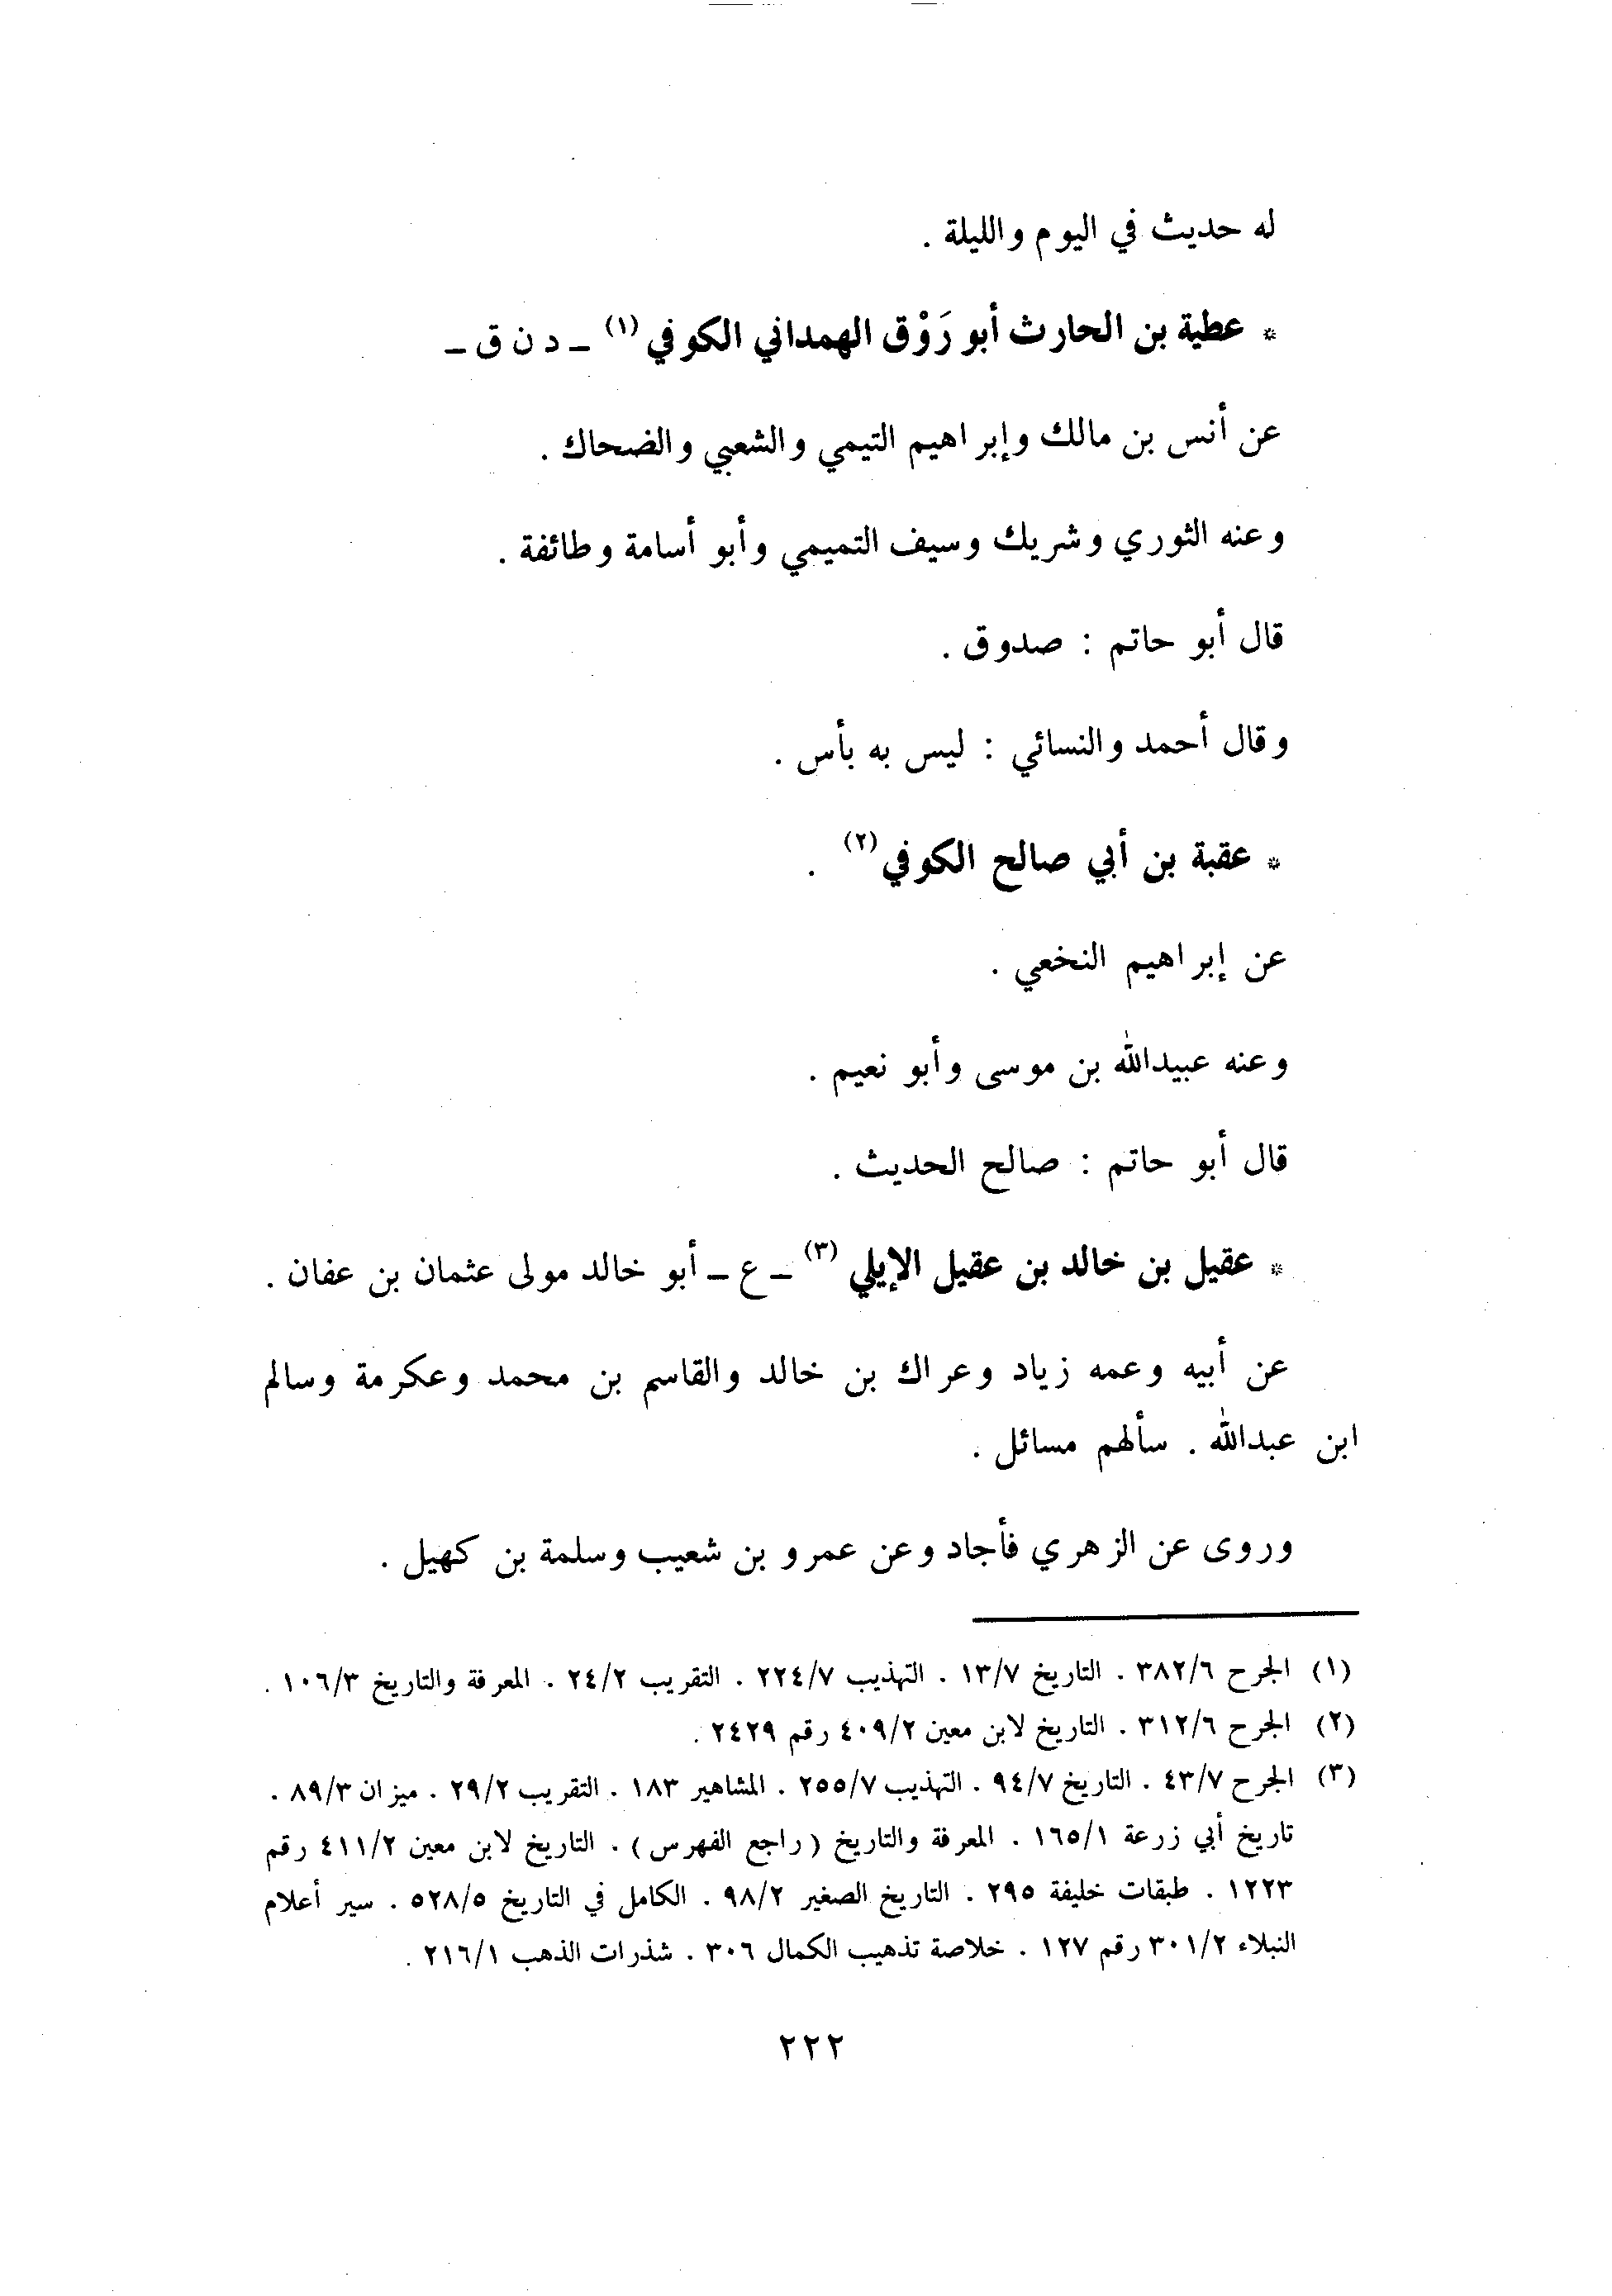 له حديث في اليوم والليلة .
* عطية بن الحارث أبو رَوْق الهمداني الكوفي (١) ـ د ن ق ـ
عن أنس بن مالك وإبراهيم التيمي والشعبي والضحاك .
وعنه الثوري وشريك وسيف التميمي وأبو أسامة وطائفة .
قال أبو حاتم : صدوق .
وقال أحمد والنسائي : ليس به بأس .
* عقبة بن أبي صالح الكوفي (٢) .
عن إبراهيم النخعي .
وعنه عبيدالله بن موسى وأبو نعيم .
قال أبو حاتم : صالح الحديث .
* عقيل بن خالد بن عقيل الإيلي (٣) ـ ع ـ أبو خالد مولى عثمان بن عفان .
عن أبيه وعمه زياد وعراك بن خالد والقاسم بن محمد وعكرمة وسالم
ابن عبدالله . سألهم مسائل .
وروى عن الزهري فأجاد وعن عمرو بن شعيب وسلمة بن كهيل .
(١) الجرح ٣٨٢/٦ . التاريخ ١٣/٧ . التهذيب ٢٢٤/٧ . التقريب ٢٤/٢ . المعرفة والتاريخ ١٠٦/٣ .
(٢) الجرح ٣١٢/٦ . التاريخ لابن معين ٤٠٩/٢ رقم ٢٤٢٩ .
(٣) الجرح ٤٣/٧ . التاريخ ٩٤/٧ . التهذيب ٢٥٥/٧ . المشاهير ١٨٣ . التقريب ٢٩/٢ . ميزان ٨٩/٣ .
تاريخ أبي زرعة ١٦٥/١ . المعرفة والتاريخ ( راجع الفهرس ) . التاريخ لابن معين ٤١١/٢ رقم
١٢٢٣ . طبقات خليفة ٢٩٥ . التاريخ الصغير ٩٨/٢ . الكامل في التاريخ ٥٢٨/٥ . سير أعلام
النبلاء ٣٠١/٢ رقم ١٢٧ . خلاصة تذهيب الكمال ٣٠٦ . شذرات الذهب ٢١٦/١ .
٢٢٢